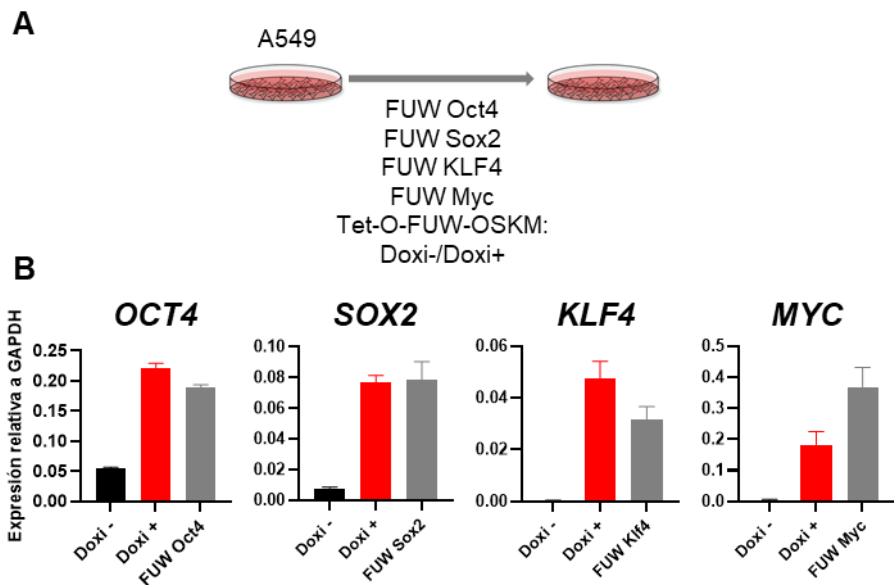 A
A549
FUW Oct4
FUW Sox2
FUW KLF4
FUW Myc
Tet-O-FUW-OSKM:
Doxi-/Doxi+
B
OCT4
SOX2
KLF4
MYC
Expresión relativa a GAPDH
0.25
0.20
0.15
0.10
0.05
0.00
Doxi -
Doxi +
FUW Oct4
0.10
0.08
0.06
0.04
0.02
0.00
Doxi -
Doxi +
FUW Sox2
0.06
0.04
0.02
0.00
Doxi -
Doxi +
FUW Klf4
0.5
0.4
0.3
0.2
0.1
0.0
Doxi -
Doxi +
FUW Myc